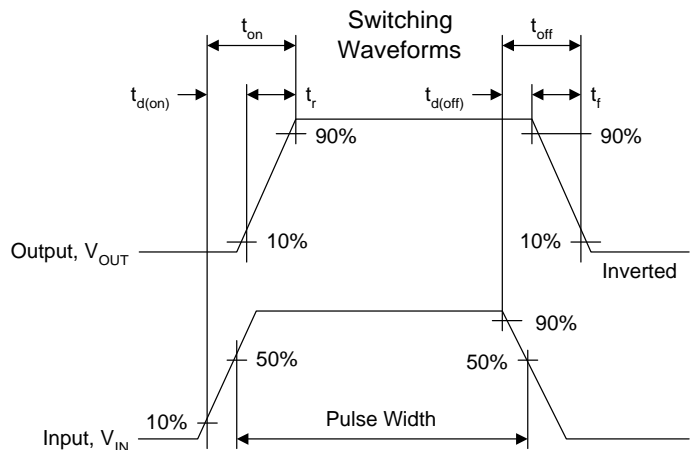 Switching
Waveforms
t_on
t_off
t_d(on)
t_r
t_d(off)
t_f
90%
90%
Output, V_OUT
10%
10%
Inverted
90%
50%
50%
10%
Pulse Width
Input, V_IN